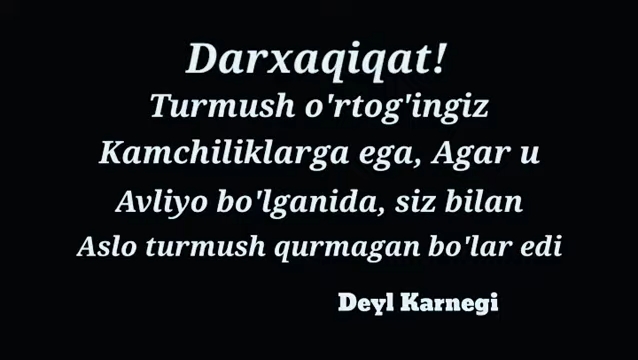 Darxaqiqat!
Turmush o'rtog'ingiz
Kamchiliklarga ega, Agar u
Avliyo bo'lganida, siz bilan
Aslo turmush qurmagan bo'lar edi
Deyl Karnegi